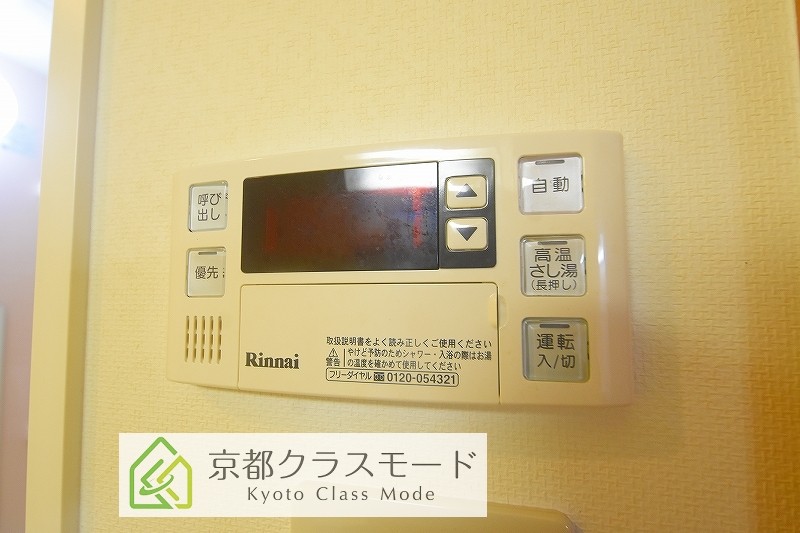 呼び
出し
優先
自動
高温
さし湯
(長押し)
運転
入/切
取扱説明書をよく読み正しくご使用ください
警告
やけど予防のためシャワー・入浴の際はお湯
の温度を確かめて使用してください
Rinnai
フリーダイヤル 0120-054321
京都クラスモード
Kyoto Class Mode